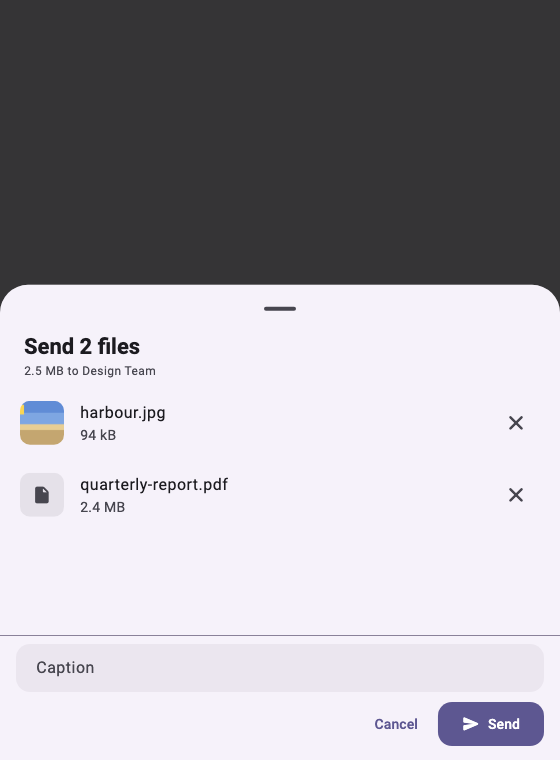 Send 2 files
2.5 MB to Design Team
harbour.jpg
94 kB
quarterly-report.pdf
2.4 MB
Caption
Cancel
Send